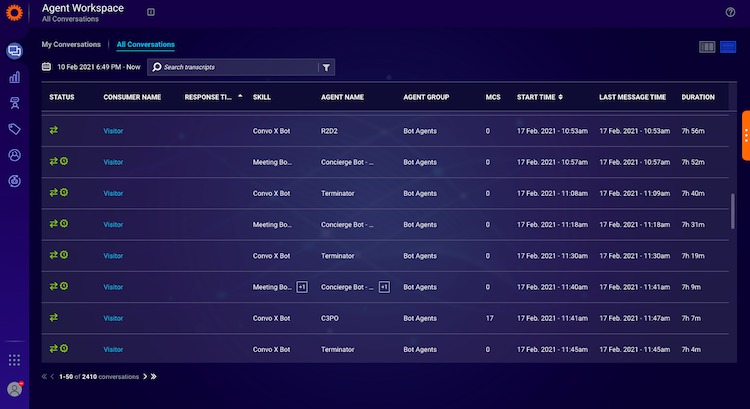 Agent Workspace
All Conversations
My Conversations All Conversations
10 Feb 2021 6:49 PM - Now Search transcripts
STATUS CONSUMER NAME RESPONSE TI... SKILL AGENT NAME AGENT GROUP MCS START TIME LAST MESSAGE TIME DURATION
Visitor Convo X Bot R2D2 Bot Agents 0 17 Feb. 2021 - 10:53am 17 Feb. 2021 - 10:53am 7h 56m
Visitor Meeting Bo... Concierge Bot - ... Bot Agents 0 17 Feb. 2021 - 10:57am 17 Feb. 2021 - 10:57am 7h 52m
Visitor Convo X Bot Terminator Bot Agents 0 17 Feb. 2021 - 11:08am 17 Feb. 2021 - 11:09am 7h 40m
Visitor Meeting Bo... Concierge Bot - ... Bot Agents 0 17 Feb. 2021 - 11:18am 17 Feb. 2021 - 11:18am 7h 31m
Visitor Convo X Bot Terminator Bot Agents 0 17 Feb. 2021 - 11:30am 17 Feb. 2021 - 11:30am 7h 19m
Visitor Meeting Bo... +1 Concierge Bot - ... +1 Bot Agents 0 17 Feb. 2021 - 11:40am 17 Feb. 2021 - 11:41am 7h 9m
Visitor Convo X Bot C3PO Bot Agents 17 17 Feb. 2021 - 11:41am 17 Feb. 2021 - 11:47am 7h 7m
Visitor Convo X Bot Terminator Bot Agents 0 17 Feb. 2021 - 11:45am 17 Feb. 2021 - 11:45am 7h 4m
1-50 of 2410 conversations